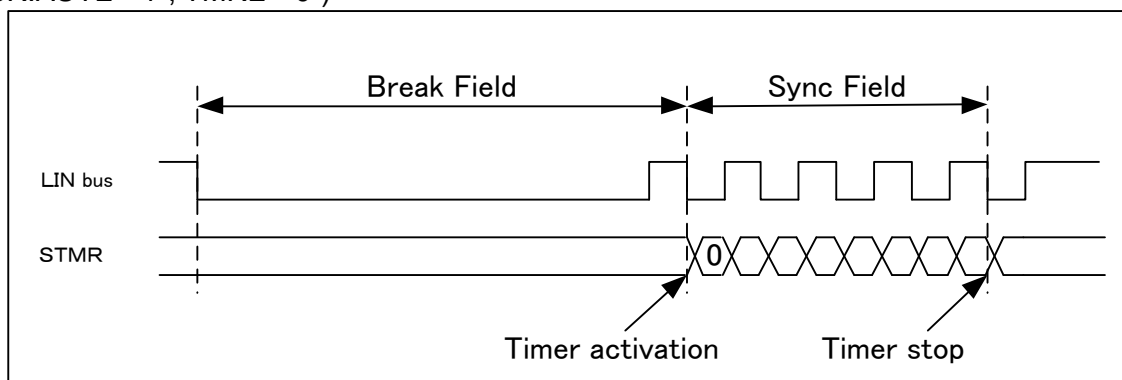 Break Field
Sync Field
LIN bus
STMR
0
Timer activation
Timer stop